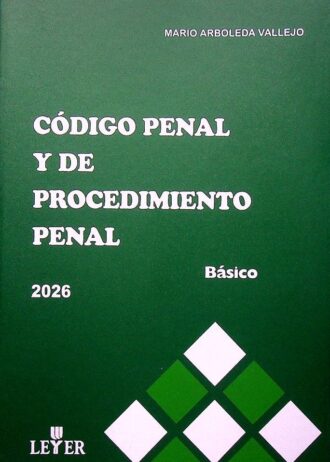 MARIO ARBOLEDA VALLEJO
CÓDIGO PENAL
Y DE
PROCEDIMIENTO
PENAL
Básico
2026
LEYER